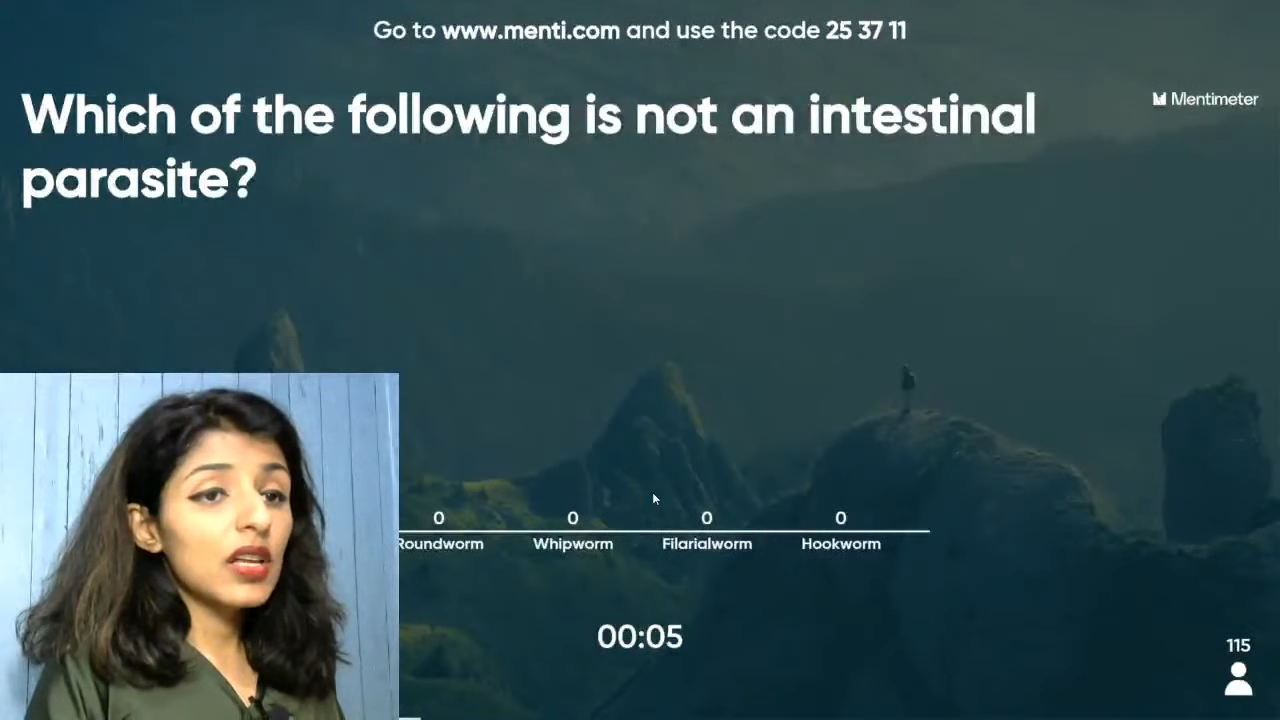 Go to www.menti.com and use the code 25 37 11
Which of the following is not an intestinal
parasite?
Mentimeter
0 0 0 0
Roundworm Whipworm Filarialworm Hookworm
00:05
115